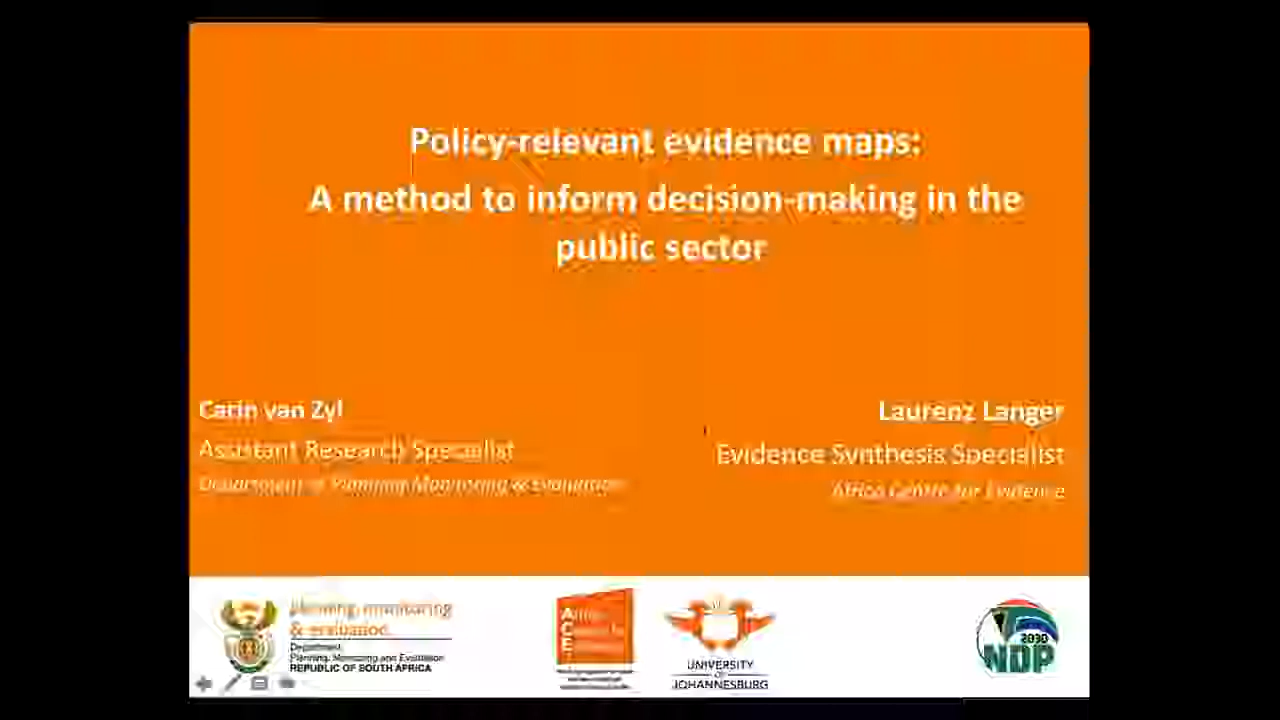 Policy-relevant evidence maps:
A method to inform decision-making in the
public sector
Carin van Zyl
Assistant Research Specialist
Department of Planning Monitoring & Evaluation
Laurenz Langer
Evidence Synthesis Specialist
Africa Centre for Evidence
planning, monitoring
& evaluation
Department
Planning, Monitoring and Evaluation
REPUBLIC OF SOUTH AFRICA
UNIVERSITY
OF
JOHANNESBURG
2030
NDP